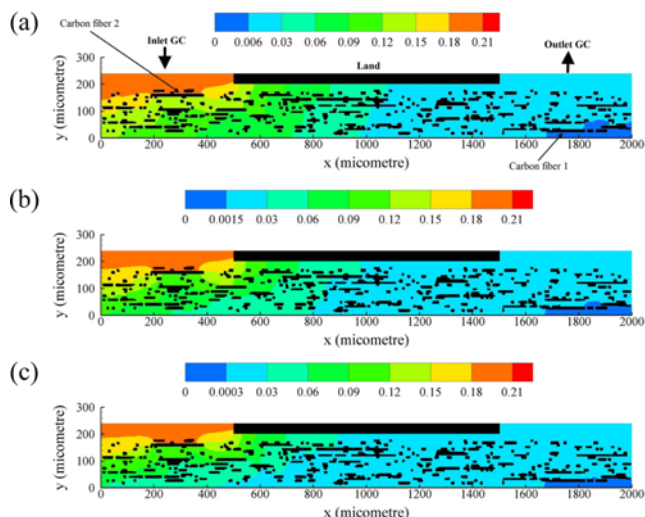 (a)
0 0.006 0.03 0.06 0.09 0.12 0.15 0.18 0.21
Carbon fiber 2
Inlet GC
Land
Outlet GC
300
200
100
0
y (micometre)
0 200 400 600 800 1000 1200 1400 1600 1800 2000
x (micometre)
Carbon fiber 1
(b)
0 0.0015 0.03 0.06 0.09 0.12 0.15 0.18 0.21
300
200
100
0
y (micometre)
0 200 400 600 800 1000 1200 1400 1600 1800 2000
x (micometre)
(c)
0 0.0003 0.03 0.06 0.09 0.12 0.15 0.18 0.21
300
200
100
0
y (micometre)
0 200 400 600 800 1000 1200 1400 1600 1800 2000
x (micometre)